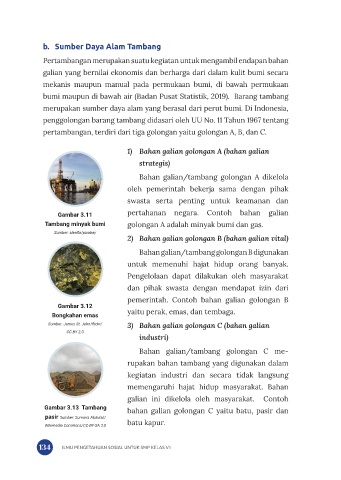 b. Sumber Daya Alam Tambang
Pertambangan merupakan suatu kegiatan untuk mengambil endapan bahan
galian yang bernilai ekonomis dan berharga dari dalam kulit bumi secara
mekanis maupun manual pada permukaan bumi, di bawah permukaan
bumi maupun di bawah air (Badan Pusat Statistik, 2019). Barang tambang
merupakan sumber daya alam yang berasal dari perut bumi. Di Indonesia,
penggolongan barang tambang didasari oleh UU No. 11 Tahun 1967 tentang
pertambangan, terdiri dari tiga golongan yaitu golongan A, B, dan C.
1) Bahan galian golongan A (bahan galian
strategis)
Bahan galian/tambang golongan A dikelola
oleh pemerintah bekerja sama dengan pihak
swasta serta penting untuk keamanan dan
pertahanan negara. Contoh bahan galian
golongan A adalah minyak bumi dan gas.
Gambar 3.11
Tambang minyak bumi
2) Bahan galian golongan B (bahan galian vital)
Bahan galian/tambang golongan B digunakan
untuk memenuhi hajat hidup orang banyak.
Pengelolaan dapat dilakukan oleh masyarakat
dan pihak swasta dengan mendapat izin dari
pemerintah. Contoh bahan galian golongan B
yaitu perak, emas, dan tembaga.
Gambar 3.12
Bongkahan emas
Sumber: James St. John/flickr/
CC-BY 2.0
3) Bahan galian golongan C (bahan galian
industri)
Bahan galian/tambang golongan C me-
rupakan bahan tambang yang digunakan dalam
kegiatan industri dan secara tidak langsung
memengaruhi hajat hidup masyarakat. Bahan
galian ini dikelola oleh masyarakat. Contoh
bahan galian golongan C yaitu batu, pasir dan
batu kapur.
Gambar 3.13 Tambang
pasir Sumber: Sumarni
Wikimedia Commons/CC-BY-SA 3.0
134 ILMU PENGETAHUAN SOSIAL UNTUK SMP KELAS VII